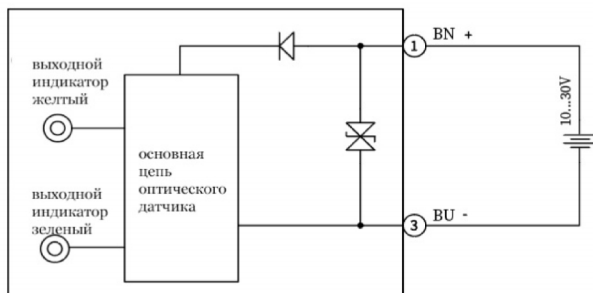 1 BN +
выходной
индикатор
желтый
10...30V
основная
цепь
оптического
датчика
выходной
индикатор
зеленый
3 BU -